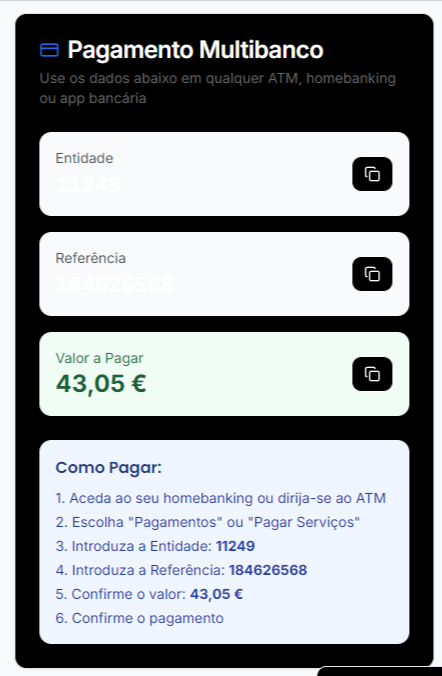 Pagamento Multibanco
Use os dados abaixo em qualquer ATM, homebanking
ou app bancária
Entidade
11249
Referência
184626568
Valor a Pagar
43,05 €
Como Pagar:
1. Aceda ao seu homebanking ou dirija-se ao ATM
2. Escolha "Pagamentos" ou "Pagar Serviços"
3. Introduza a Entidade: 11249
4. Introduza a Referência: 184626568
5. Confirme o valor: 43,05 €
6. Confirme o pagamento